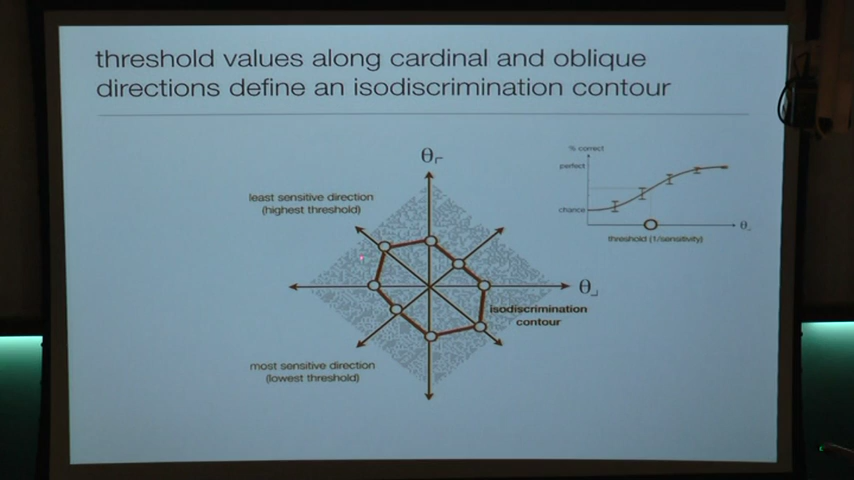 threshold values along cardinal and oblique
directions define an isodiscrimination contour
% correct
perfect
chance
threshold (1/sensitivity)
θ
least sensitive direction
(highest threshold)
θ
isodiscrimination
contour
most sensitive direction
(lowest threshold)